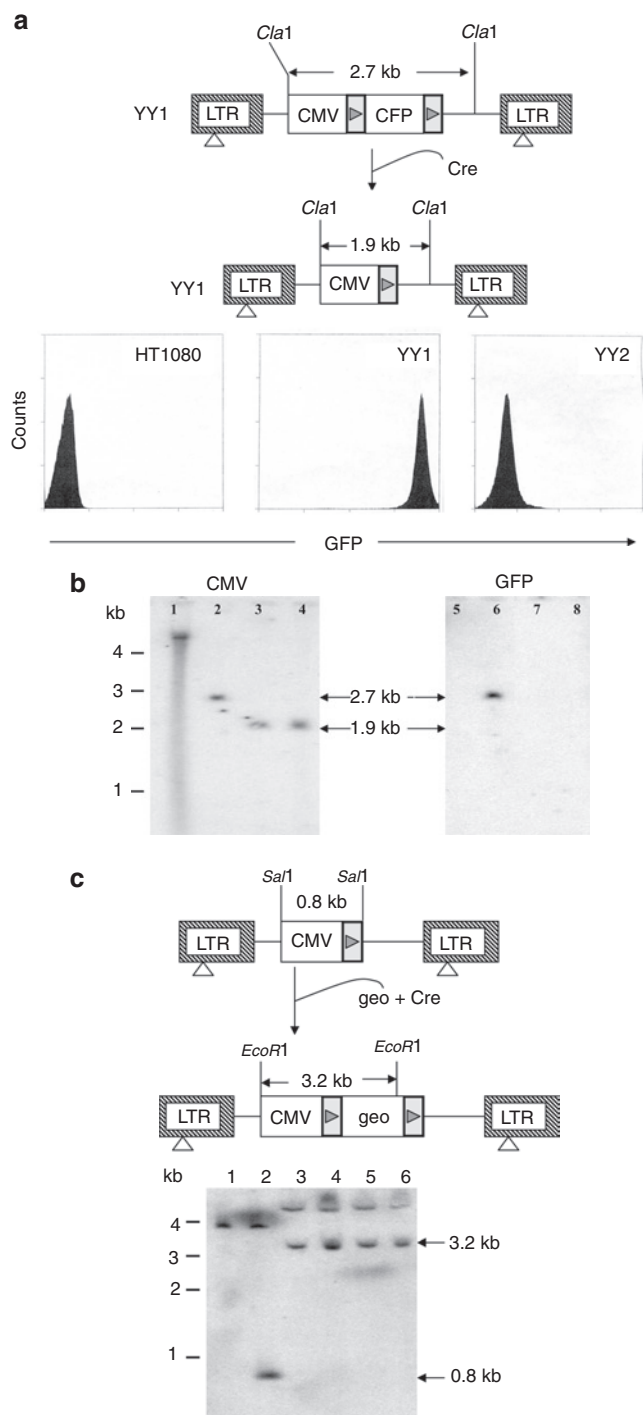 a
Cla1 Cla1
2.7 kb
YY1 LTR CMV CFP LTR
Cre
Cla1 Cla1
1.9 kb
YY1 LTR CMV LTR
HT1080 YY1 YY2
Counts
GFP
b
CMV GFP
kb 1 2 3 4 5 6 7 8
4
3
2.7 kb
2
1.9 kb
1
c
Sal1 Sal1
0.8 kb
LTR CMV LTR
geo + Cre
EcoR1 EcoR1
3.2 kb
LTR CMV geo LTR
kb 1 2 3 4 5 6
4
3.2 kb
3
2
1
0.8 kb